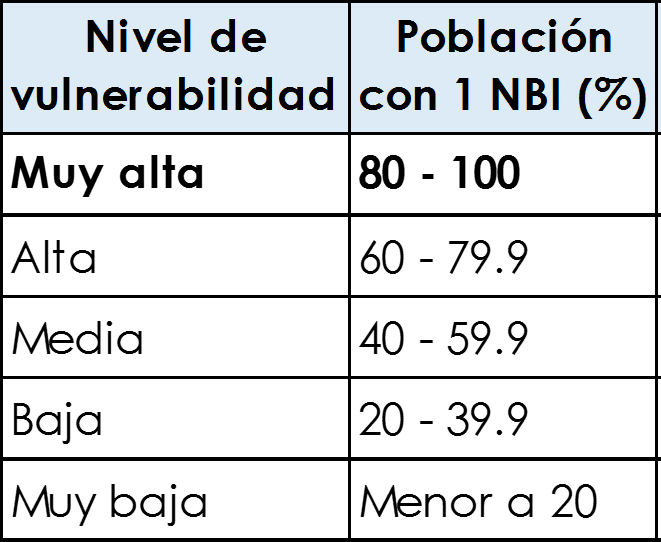 Nivel de vulnerabilidad Población con 1 NBI (%)
Muy alta 80 - 100
Alta 60 - 79.9
Media 40 - 59.9
Baja 20 - 39.9
Muy baja Menor a 20